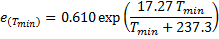 e(Tmin) = 0.610 exp (17.27 Tmin / Tmin + 237.3)